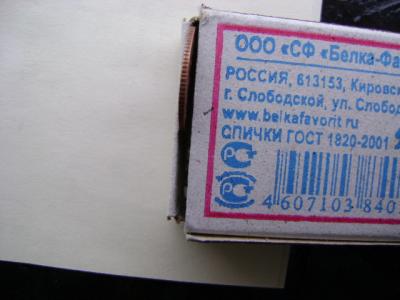 ООО «СФ «Белка-Фа
РОССИЯ, 613153, Кировск
г. Слободской, ул. Слобод
www.belkafavorit.ru
СПИЧКИ ГОСТ 1820-2001
4 607103 840